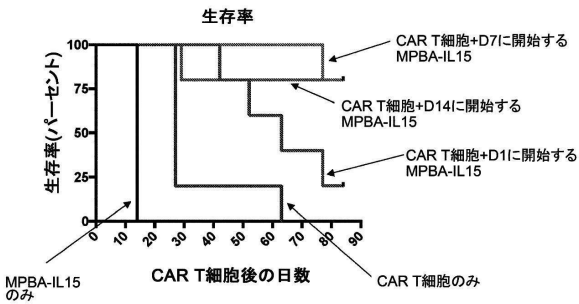 生存率
生存率(パーセント)
100
75
50
25
0
0
10
20
30
40
50
60
70
80
90
CAR T細胞後の日数
CAR T細胞+D7に開始する
MPBA-IL15
CAR T細胞+D14に開始する
MPBA-IL15
CAR T細胞+D1に開始する
MPBA-IL15
MPBA-IL15
のみ
CAR T細胞のみ